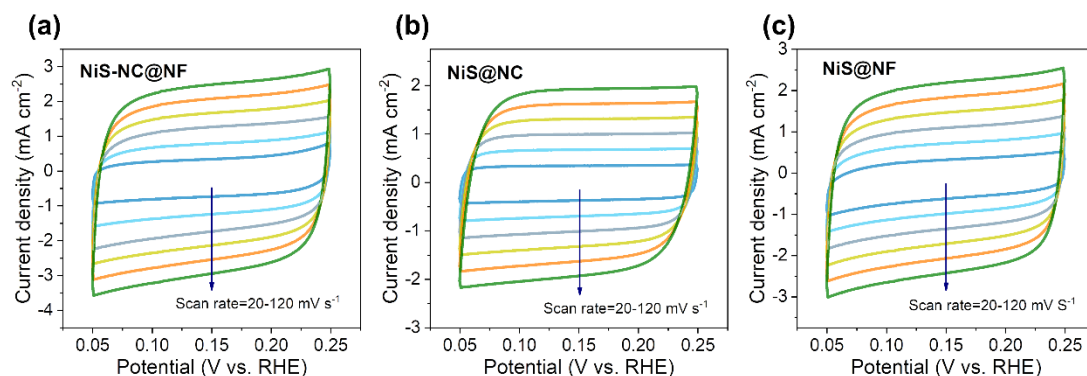 (a)
NiS-NC@NF
Current density (mA cm⁻²)
3
2
1
0
-1
-2
-3
-4
Scan rate=20-120 mV s⁻¹
0.05 0.10 0.15 0.20 0.25
Potential (V vs. RHE)
(b)
NiS@NC
Current density (mA cm⁻²)
3
2
1
0
-1
-2
-3
Scan rate=20-120 mV s⁻¹
0.05 0.10 0.15 0.20 0.25
Potential (V vs. RHE)
(c)
NiS@NF
Current density (mA cm⁻²)
3
2
1
0
-1
-2
-3
Scan rate=20-120 mV S⁻¹
0.05 0.10 0.15 0.20 0.25
Potential (V vs. RHE)